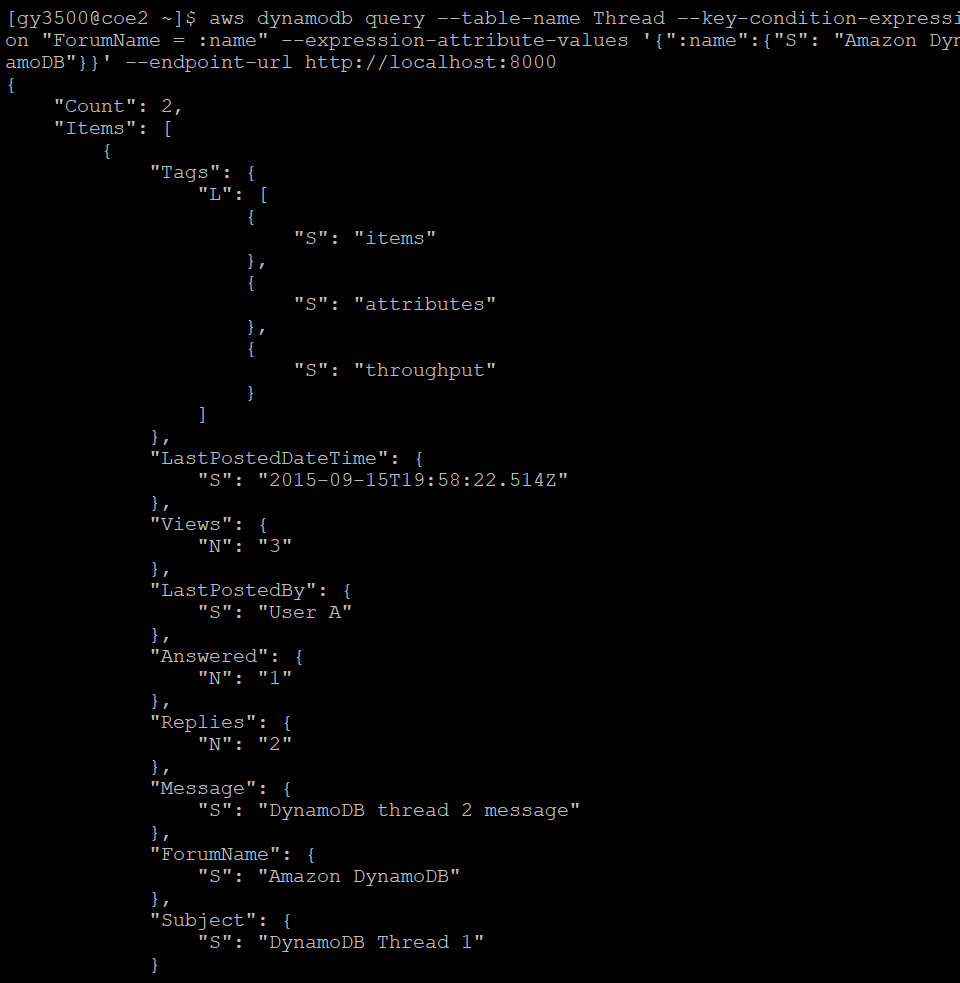 [gy3500@coe2 ~]$ aws dynamodb query --table-name Thread --key-condition-expressi
on "ForumName = :name" --expression-attribute-values '{":name":{"S": "Amazon Dyn
amoDB"}}' --endpoint-url http://localhost:8000
{
    "Count": 2,
    "Items": [
        {
            "Tags": {
                "L": [
                    {
                        "S": "items"
                    },
                    {
                        "S": "attributes"
                    },
                    {
                        "S": "throughput"
                    }
                ]
            },
            "LastPostedDateTime": {
                "S": "2015-09-15T19:58:22.514Z"
            },
            "Views": {
                "N": "3"
            },
            "LastPostedBy": {
                "S": "User A"
            },
            "Answered": {
                "N": "1"
            },
            "Replies": {
                "N": "2"
            },
            "Message": {
                "S": "DynamoDB thread 2 message"
            },
            "ForumName": {
                "S": "Amazon DynamoDB"
            },
            "Subject": {
                "S": "DynamoDB Thread 1"
            }